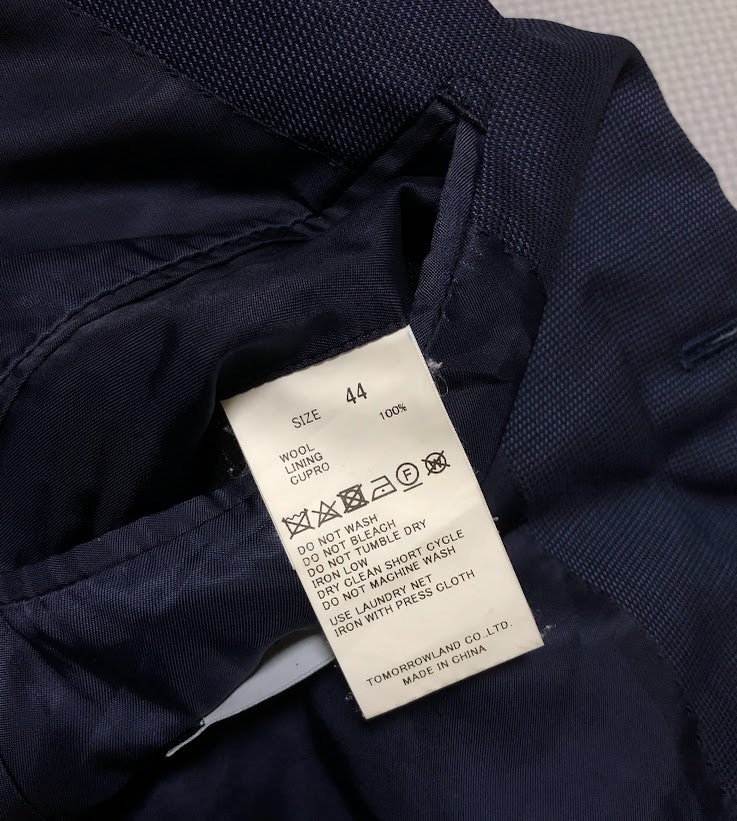 SIZE 44
100%
WOOL
LINING
CUPRO
F W
DO NOT WASH
DO NOT BLEACH
DO NOT TUMBLE DRY
IRON LOW
DRY CLEAN SHORT CYCLE
DO NOT MACHINE WASH
USE LAUNDRY NET
IRON WITH PRESS CLOTH
TOMORROWLAND CO.,LTD.
MADE IN CHINA